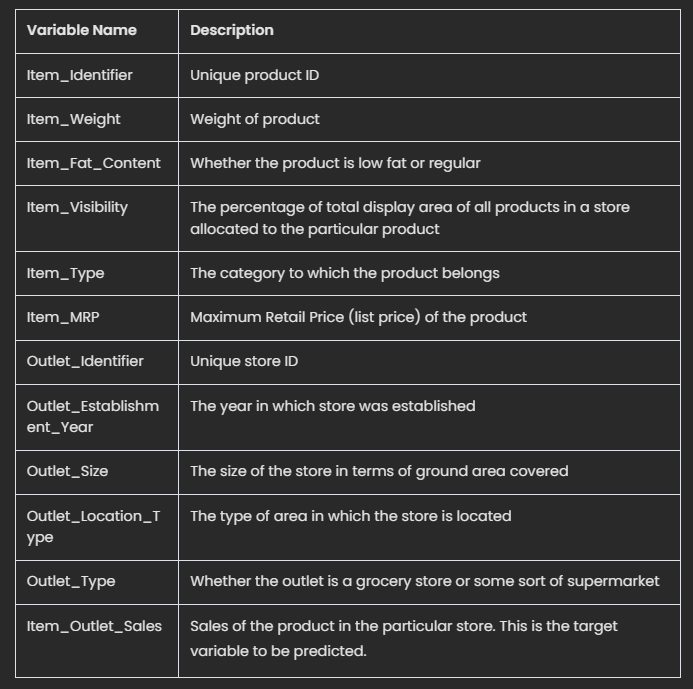 Variable Name Description
Item_Identifier Unique product ID
Item_Weight Weight of product
Item_Fat_Content Whether the product is low fat or regular
Item_Visibility The percentage of total display area of all products in a store
allocated to the particular product
Item_Type The category to which the product belongs
Item_MRP Maximum Retail Price (list price) of the product
Outlet_Identifier Unique store ID
Outlet_Establishm The year in which store was established
ent_Year
Outlet_Size The size of the store in terms of ground area covered
Outlet_Location_T The type of area in which the store is located
ype
Outlet_Type Whether the outlet is a grocery store or some sort of supermarket
Item_Outlet_Sales Sales of the product in the particular store. This is the target
variable to be predicted.